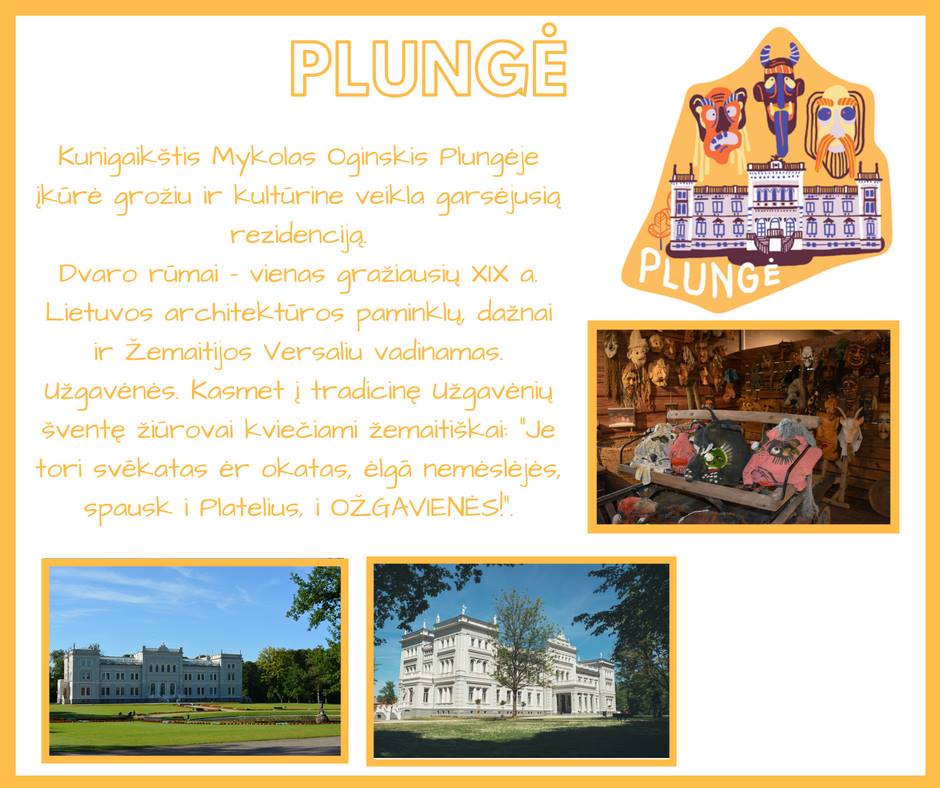 PLUNGĖ
Kunigaikštis Mykolas Oginskis Plungėje
įkūrė grožiu ir kultūrine veikla garsėjusią
rezidenciją.
Dvaro rūmai - vienas gražiausių XIX a.
Lietuvos architektūros paminklų, dažnai
ir Žemaitijos Versaliu vadinamas.
Užgavėnės. Kasmet į tradicinę Užgavėnių
šventę žiūrovai kviečiami žemaitiškai: "Je
tori svēkatas ėr okatas, ėlgā nemėslėjės,
spausk i Platelius, i OŽGAVIENĖS!".
PLUNGĖ